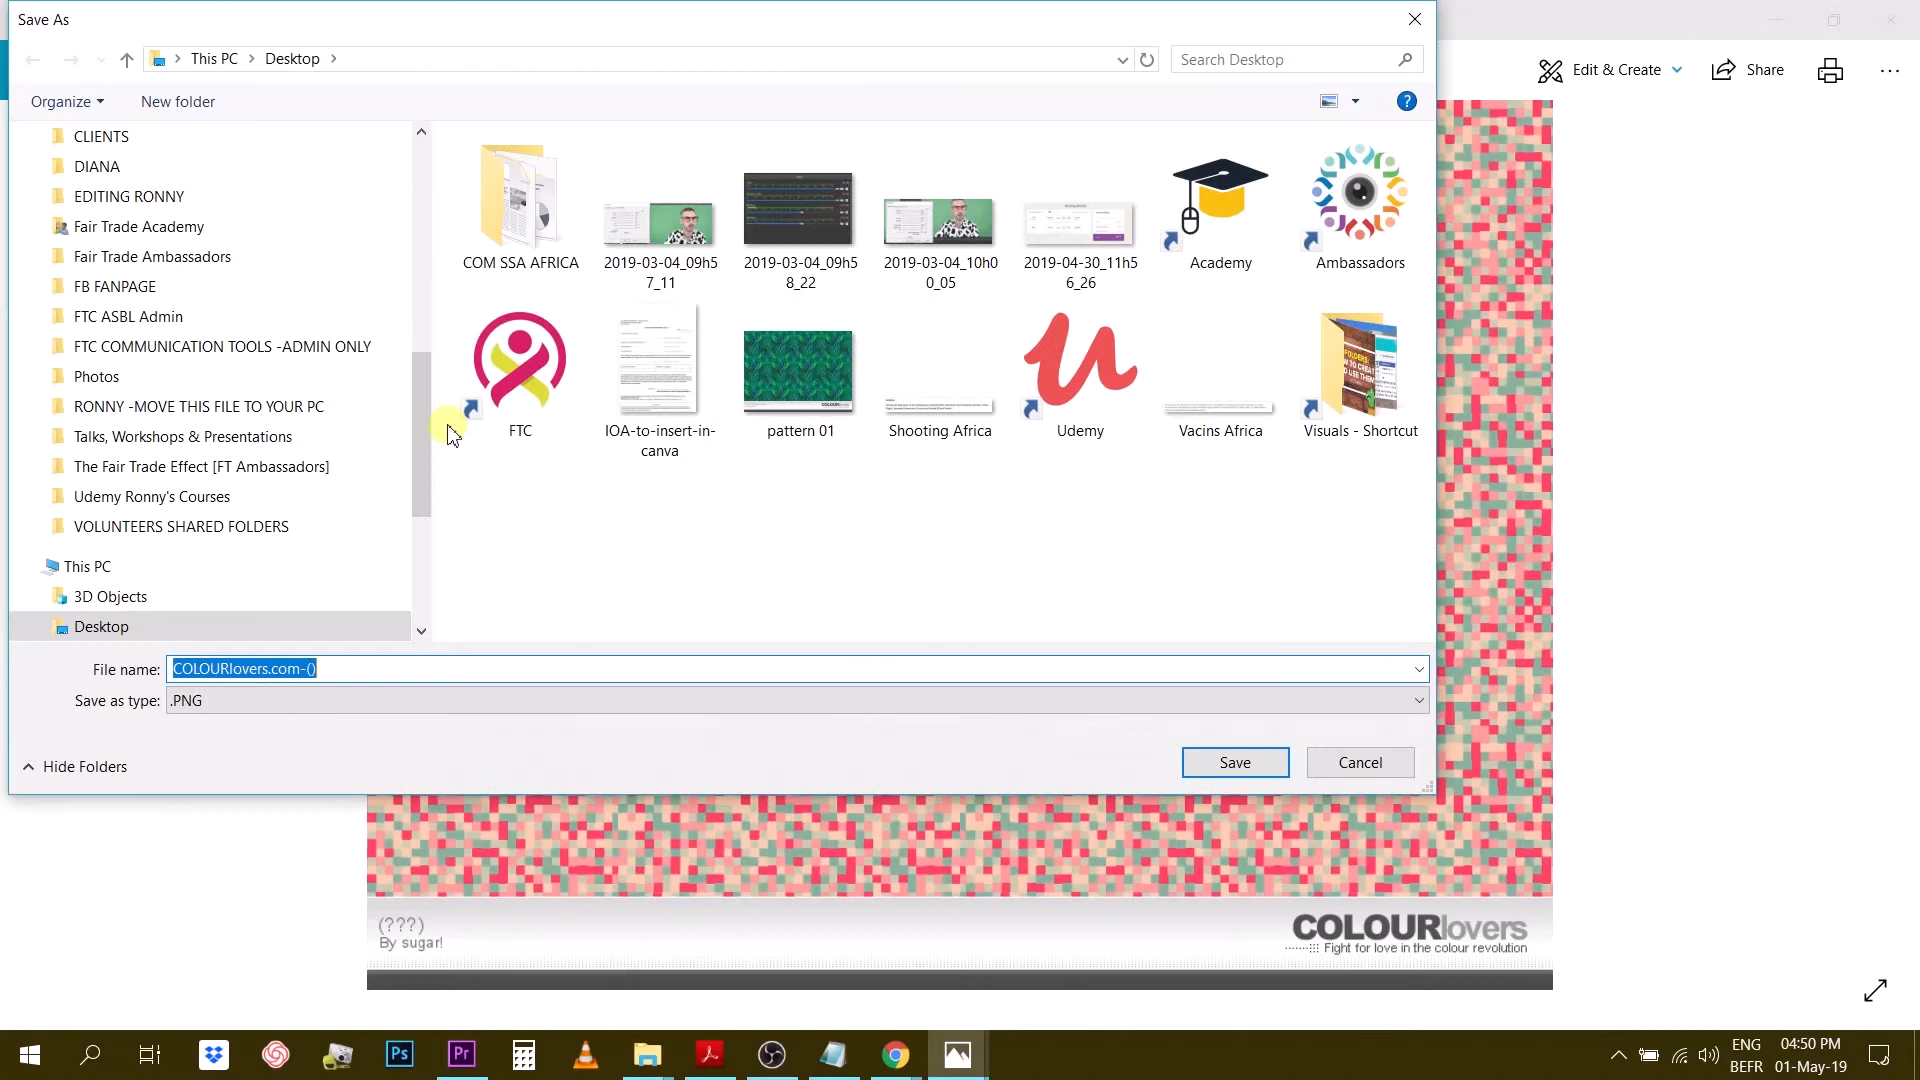 Save As
This PC
Desktop
Search Desktop
Edit & Create
Share
Organize
New folder
?
CLIENTS
DIANA
EDITING RONNY
Fair Trade Academy
Fair Trade Ambassadors
FB FANPAGE
FTC ASBL Admin
FTC COMMUNICATION TOOLS -ADMIN ONLY
Photos
RONNY -MOVE THIS FILE TO YOUR PC
Talks, Workshops & Presentations
The Fair Trade Effect [FT Ambassadors]
Udemy Ronny's Courses
VOLUNTEERS SHARED FOLDERS
This PC
3D Objects
Desktop
COM SSA AFRICA
2019-03-04_09h5
7_11
2019-03-04_09h5
8_22
2019-03-04_10h0
0_05
2019-04-30_11h5
6_26
Academy
Ambassadors
FTC
IOA-to-insert-in-
canva
pattern 01
Shooting Africa
Udemy
Vacins Africa
Visuals - Shortcut
File name: COLOURlovers.com-()
Save as type: .PNG
Hide Folders
Save
Cancel
(???)
By sugar!
COLOURlovers
Fight for love in the colour revolution
Ps
Pr
ENG
BEFR
04:50 PM
01-May-19